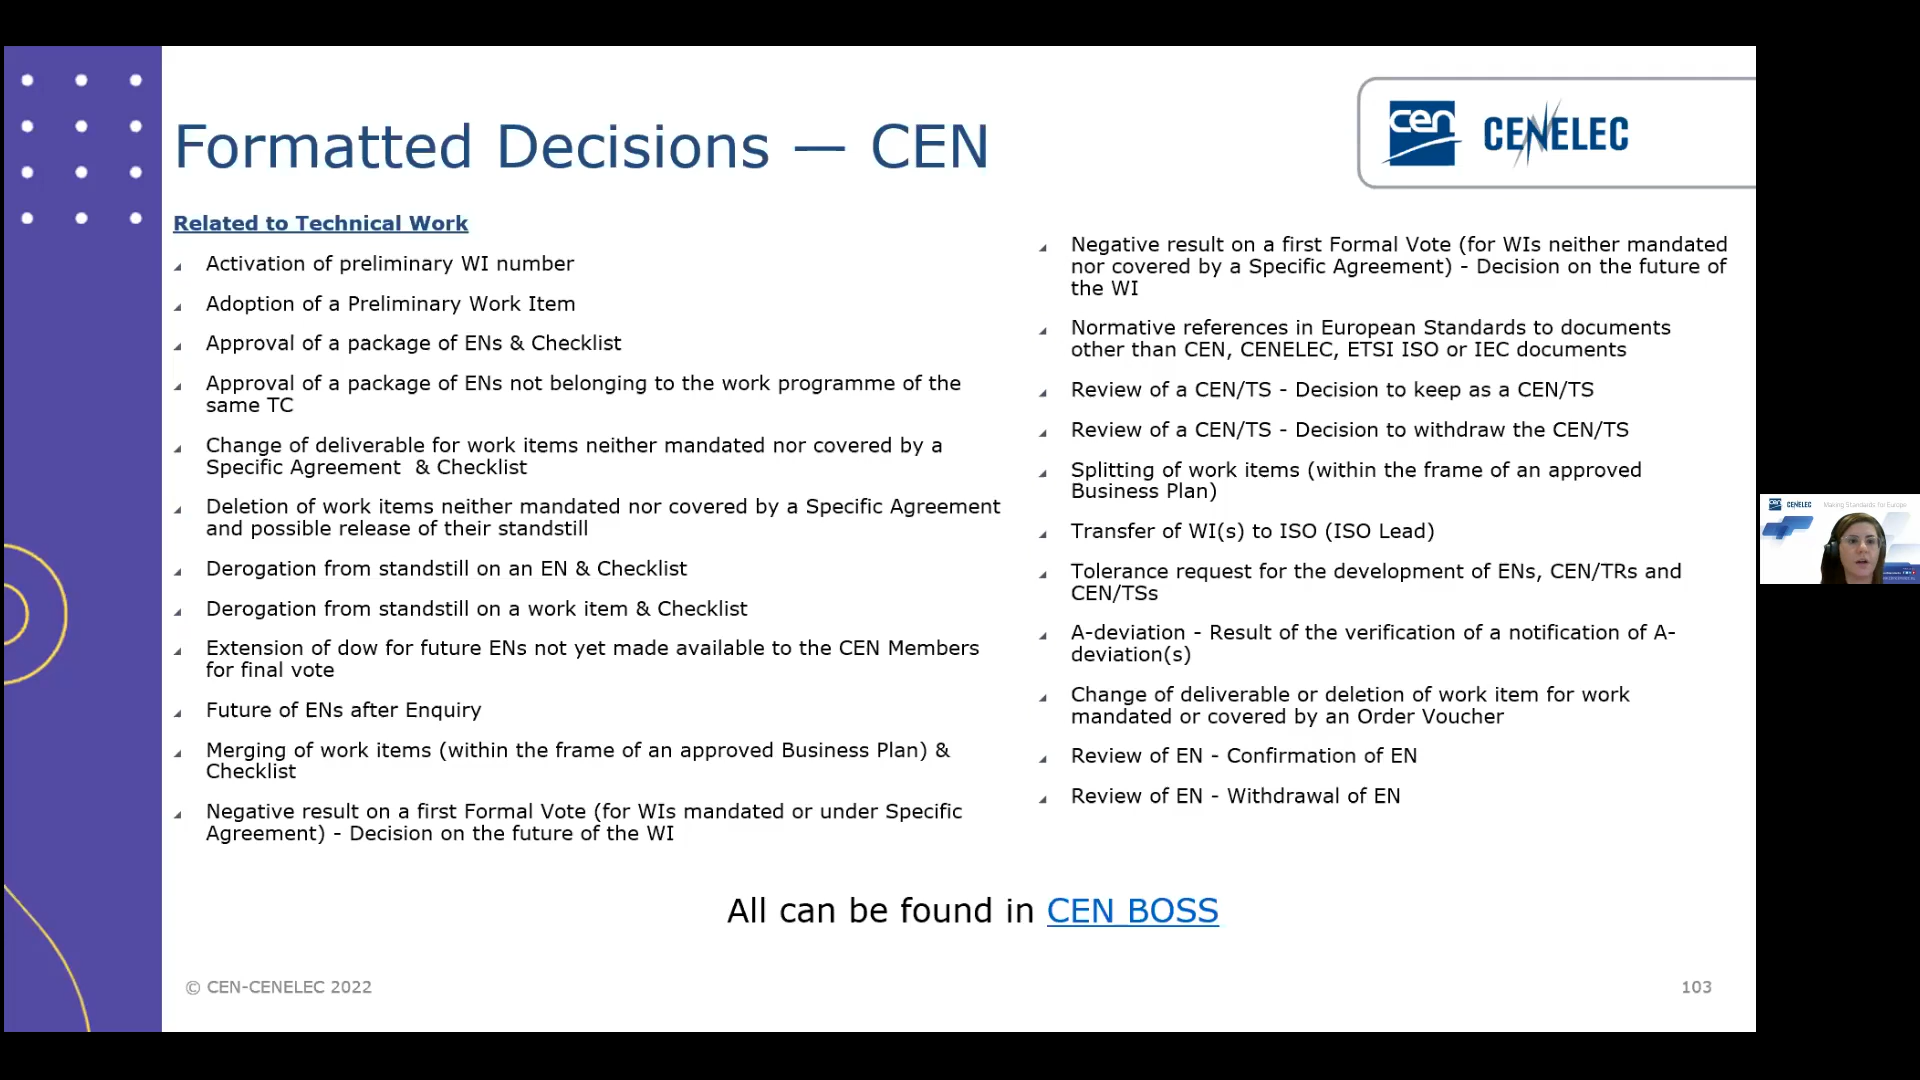 Formatted Decisions — CEN
cen
CENELEC
Related to Technical Work
Activation of preliminary WI number
Adoption of a Preliminary Work Item
Approval of a package of ENs & Checklist
Approval of a package of ENs not belonging to the work programme of the
same TC
Change of deliverable for work items neither mandated nor covered by a
Specific Agreement  & Checklist
Deletion of work items neither mandated nor covered by a Specific Agreement
and possible release of their standstill
Derogation from standstill on an EN & Checklist
Derogation from standstill on a work item & Checklist
Extension of dow for future ENs not yet made available to the CEN Members
for final vote
Future of ENs after Enquiry
Merging of work items (within the frame of an approved Business Plan) &
Checklist
Negative result on a first Formal Vote (for WIs mandated or under Specific
Agreement) - Decision on the future of the WI
Negative result on a first Formal Vote (for WIs neither mandated
nor covered by a Specific Agreement) - Decision on the future of
the WI
Normative references in European Standards to documents
other than CEN, CENELEC, ETSI ISO or IEC documents
Review of a CEN/TS - Decision to keep as a CEN/TS
Review of a CEN/TS - Decision to withdraw the CEN/TS
Splitting of work items (within the frame of an approved
Business Plan)
Transfer of WI(s) to ISO (ISO Lead)
Tolerance request for the development of ENs, CEN/TRs and
CEN/TSs
A-deviation - Result of the verification of a notification of A-
deviation(s)
Change of deliverable or deletion of work item for work
mandated or covered by an Order Voucher
Review of EN - Confirmation of EN
Review of EN - Withdrawal of EN
All can be found in CEN BOSS
© CEN-CENELEC 2022
103
cen CENELEC
Making Standards for Europe